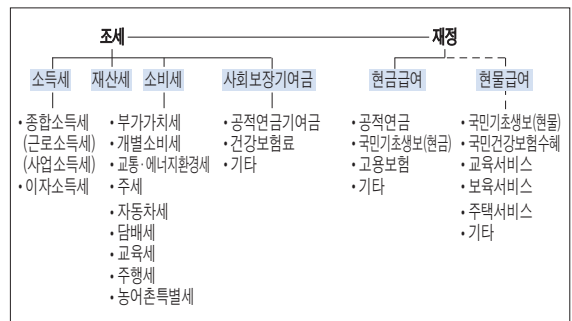 조세 재정
소득세 재산세 소비세 사회보장기여금 현금급여 현물급여
• 종합소득세
(근로소득세)
(사업소득세)
• 이자소득세
• 부가가치세
• 개별소비세
• 교통·에너지환경세
• 주세
• 자동차세
• 담배세
• 교육세
• 주행세
• 농어촌특별세
• 공적연금기여금
• 건강보험료
• 기타
• 공적연금
• 국민기초생보(현금)
• 고용보험
• 기타
• 국민기초생보(현물)
• 국민건강보험수혜
• 교육서비스
• 보육서비스
• 주택서비스
• 기타